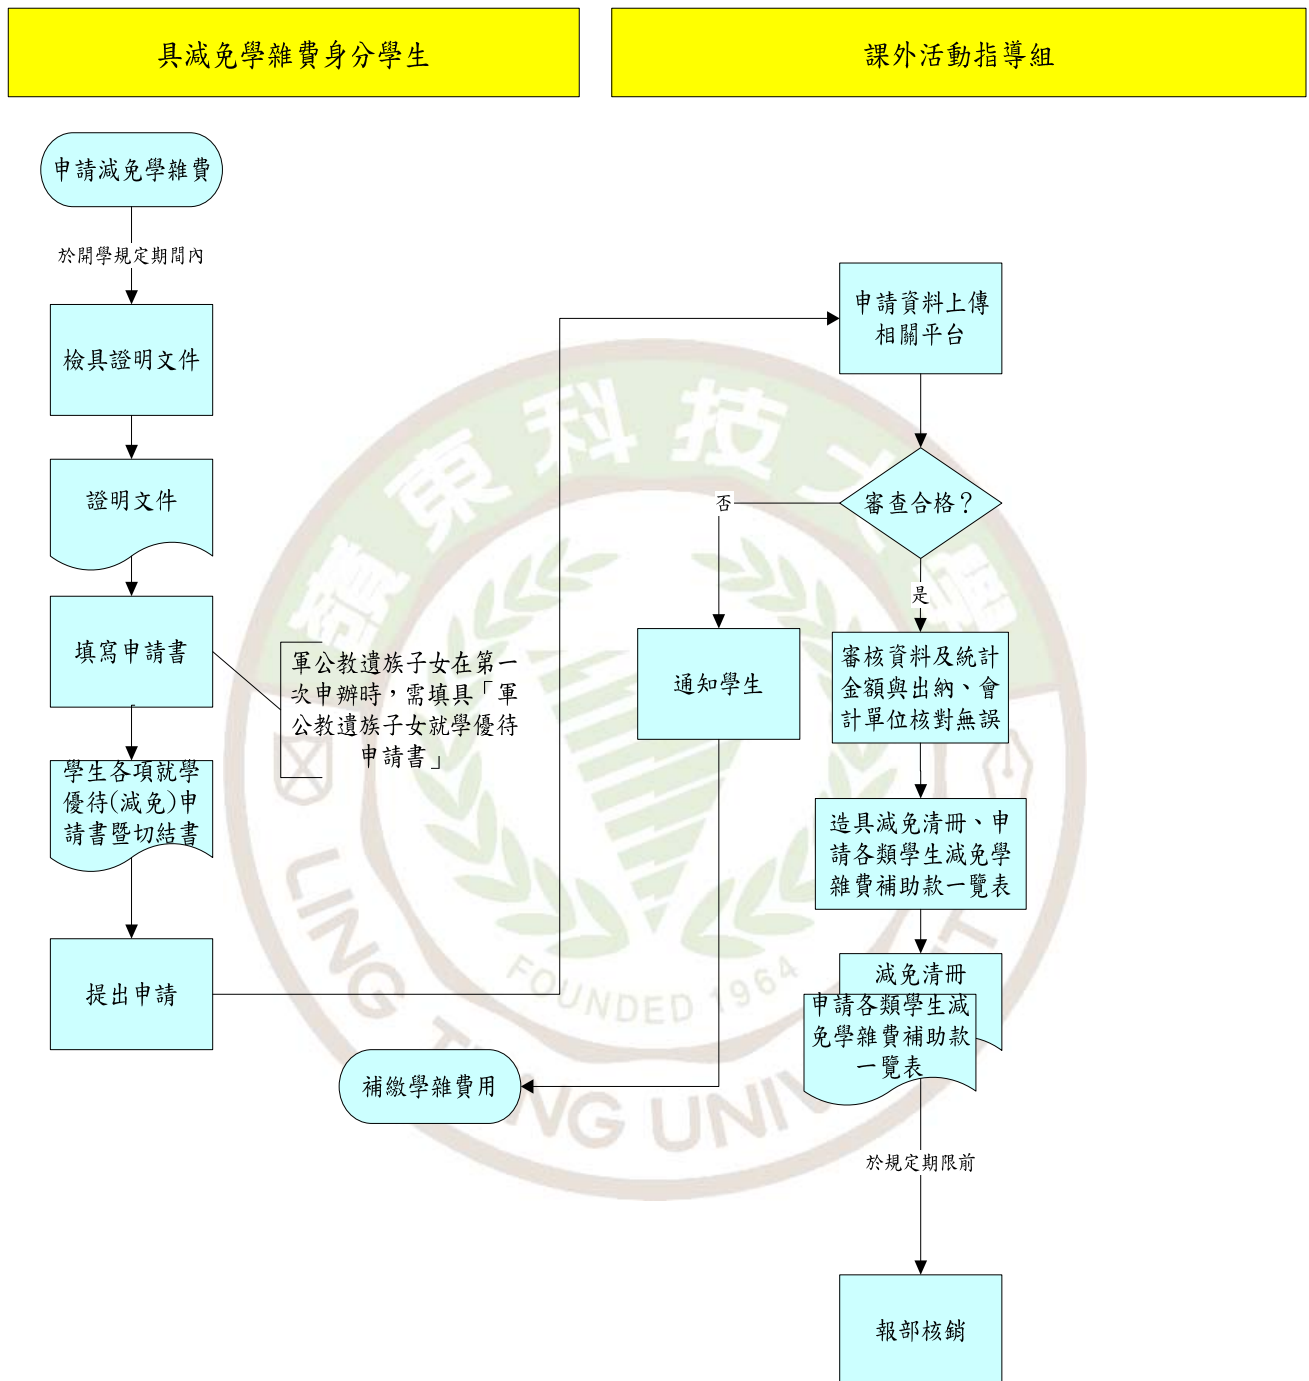 具減免學雜費身分學生
課外活動指導組
申請減免學雜費
於開學規定期間內
檢具證明文件
證明文件
填寫申請書
軍公教遺族子女在第一
次申辦時，需填具「軍
公教遺族子女就學優待
申請書」
學生各項就學
優待(減免)申
請書暨切結書
提出申請
申請資料上傳
相關平台
審查合格？
否
是
通知學生
補繳學雜費用
審核資料及統計
金額與出納、會
計單位核對無誤
造具減免清冊、申
請各類學生減免學
雜費補助款一覽表
減免清冊
申請各類學生減
免學雜費補助款
一覽表
於規定期限前
報部核銷
嶺東科技大學
FOUNDED 1964